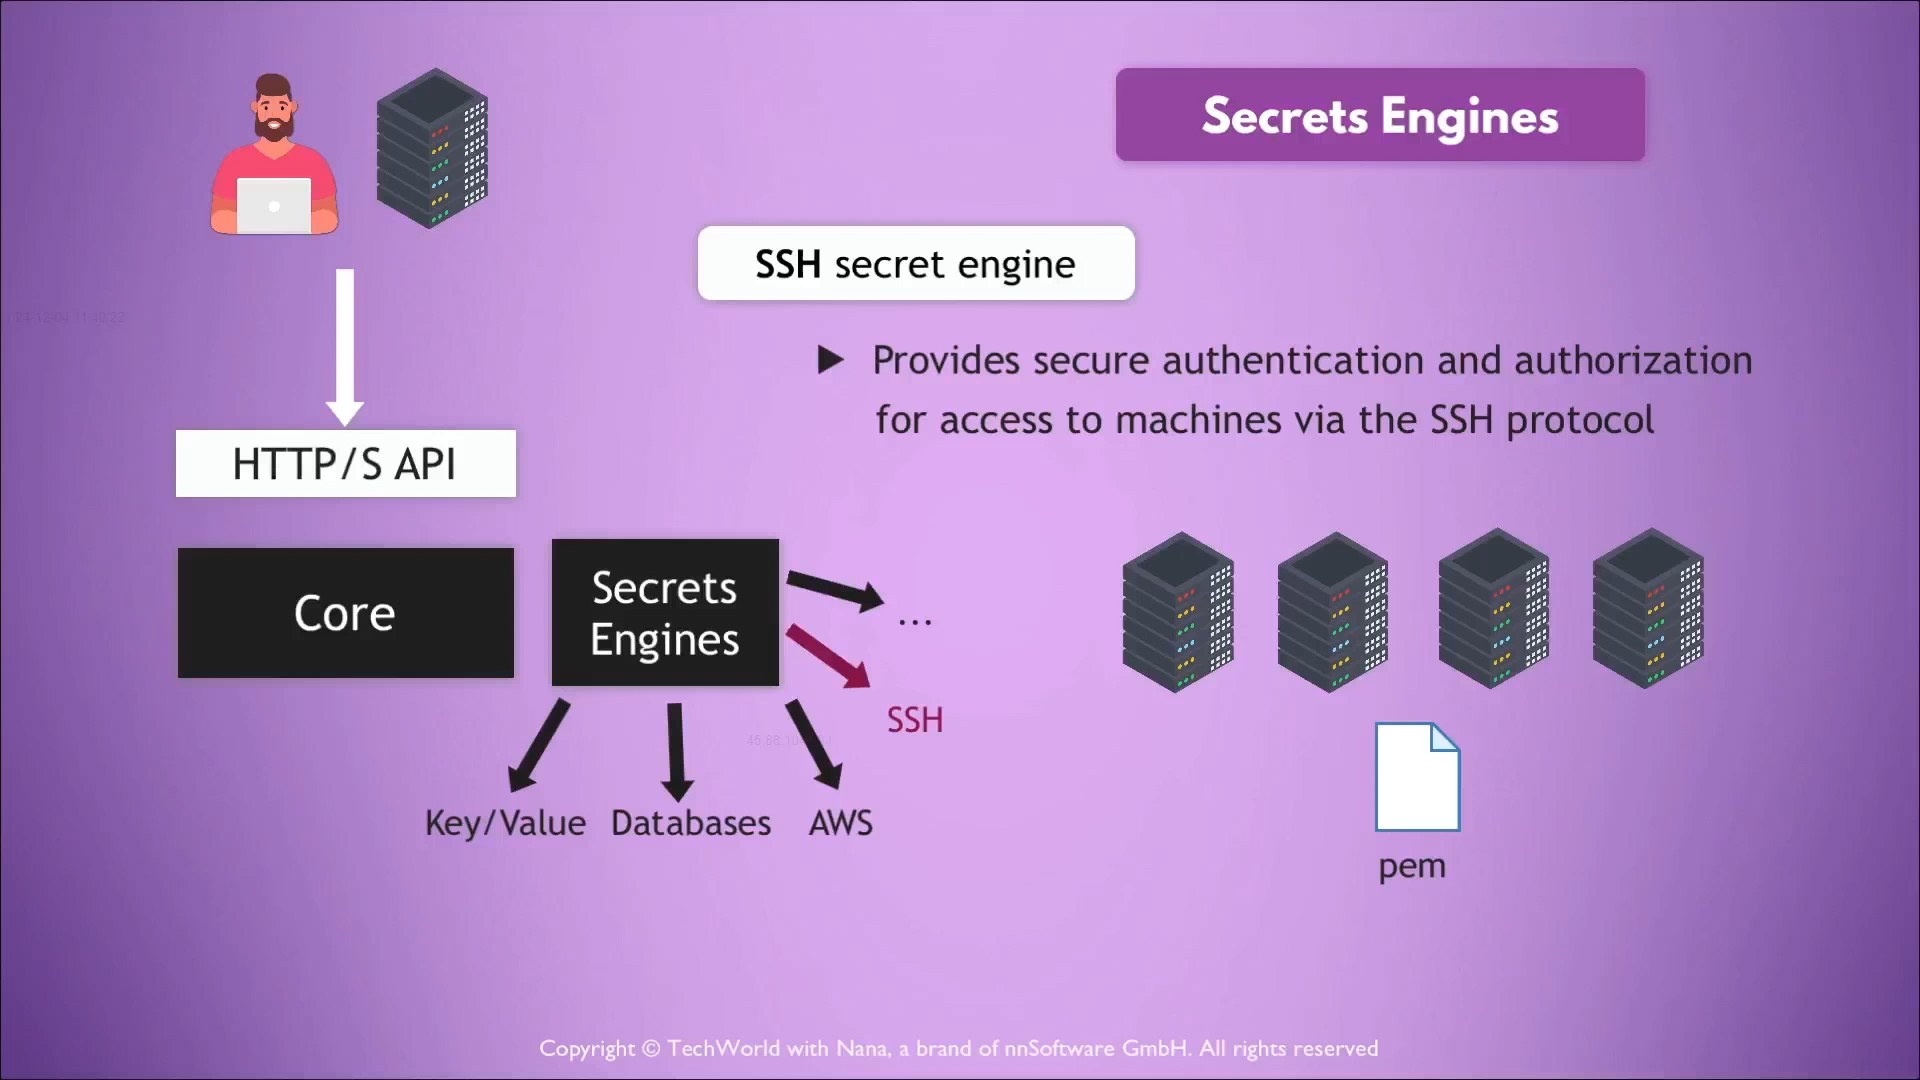 Secrets Engines
SSH secret engine
Provides secure authentication and authorization
for access to machines via the SSH protocol
HTTP/S API
Core
Secrets
Engines
...
SSH
Key/Value
Databases
AWS
pem
Copyright © TechWorld with Nana, a brand of nnSoftware GmbH. All rights reserved